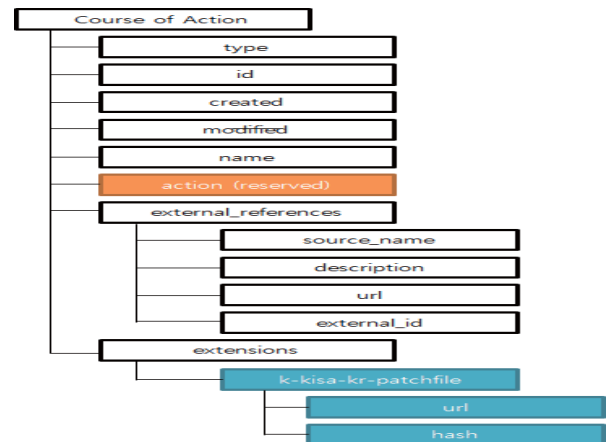 Course of Action
type
id
created
modified
name
action (reserved)
external_references
source_name
description
url
external_id
extensions
k-kisa-kr-patchfile
url
hash